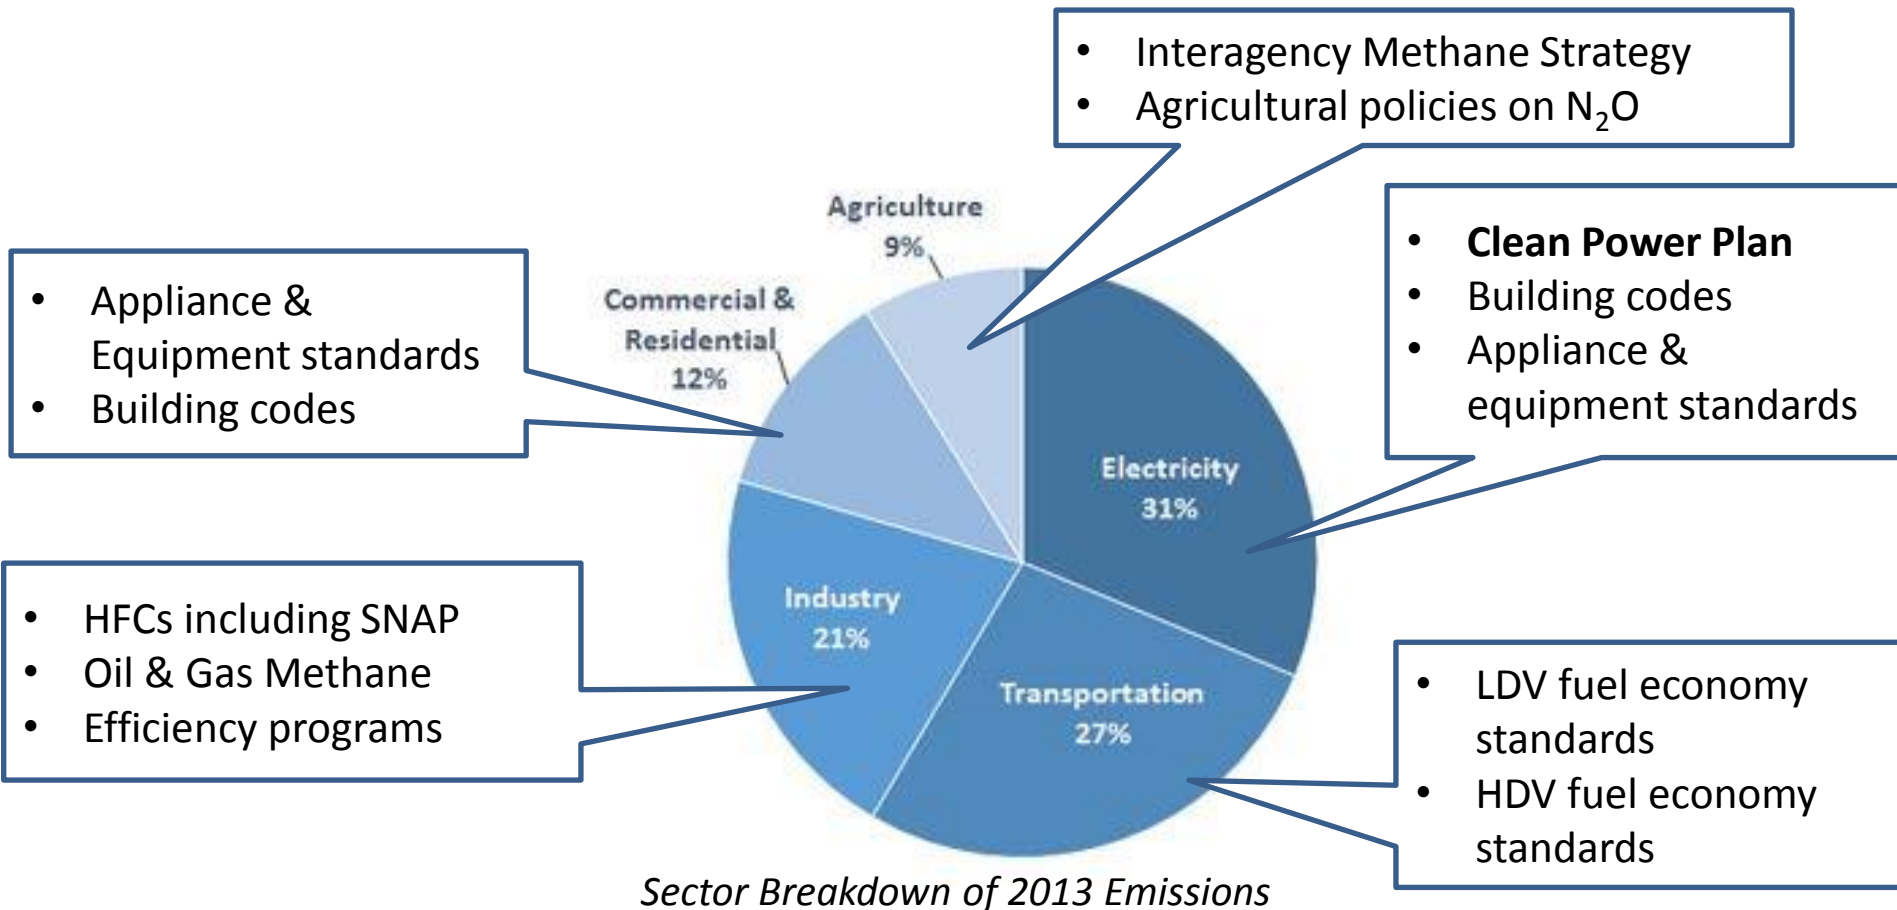 • Interagency Methane Strategy
• Agricultural policies on N₂O
Agriculture
9%
• Clean Power Plan
• Building codes
• Appliance &
equipment standards
• Appliance &
Equipment standards
• Building codes
Commercial &
Residential
12%
Electricity
31%
• HFCs including SNAP
• Oil & Gas Methane
• Efficiency programs
Industry
21%
Transportation
27%
• LDV fuel economy
standards
• HDV fuel economy
standards
Sector Breakdown of 2013 Emissions